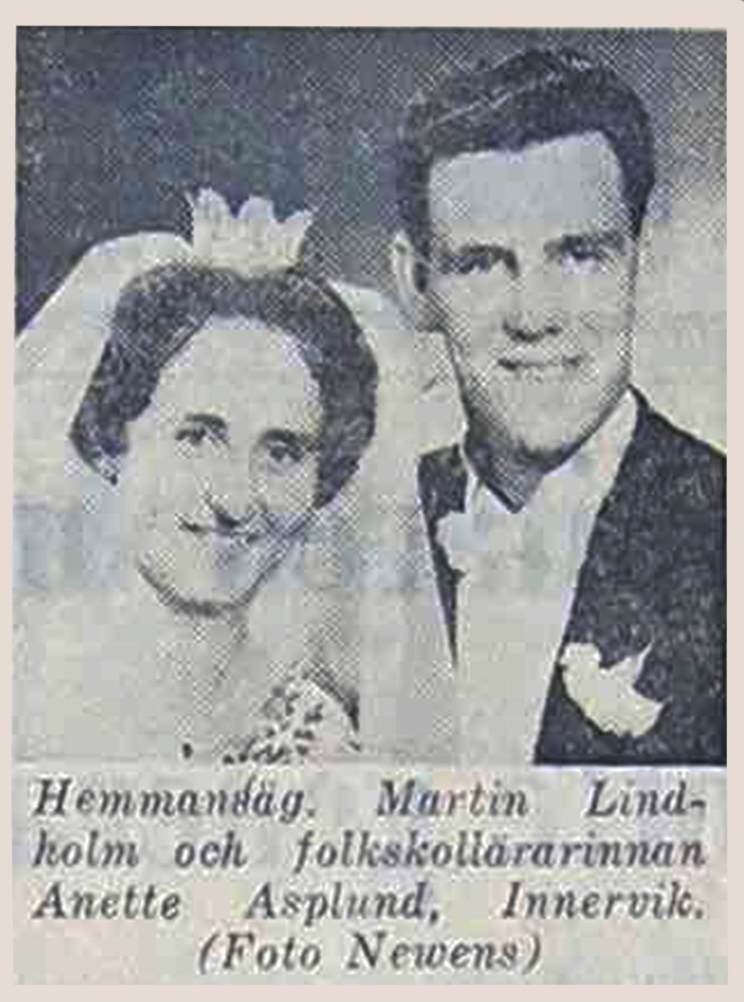 Hemmansäg. Martin Lind-
holm och folkskollärarinnan
Anette Asplund, Innervik.
(Foto Newens)